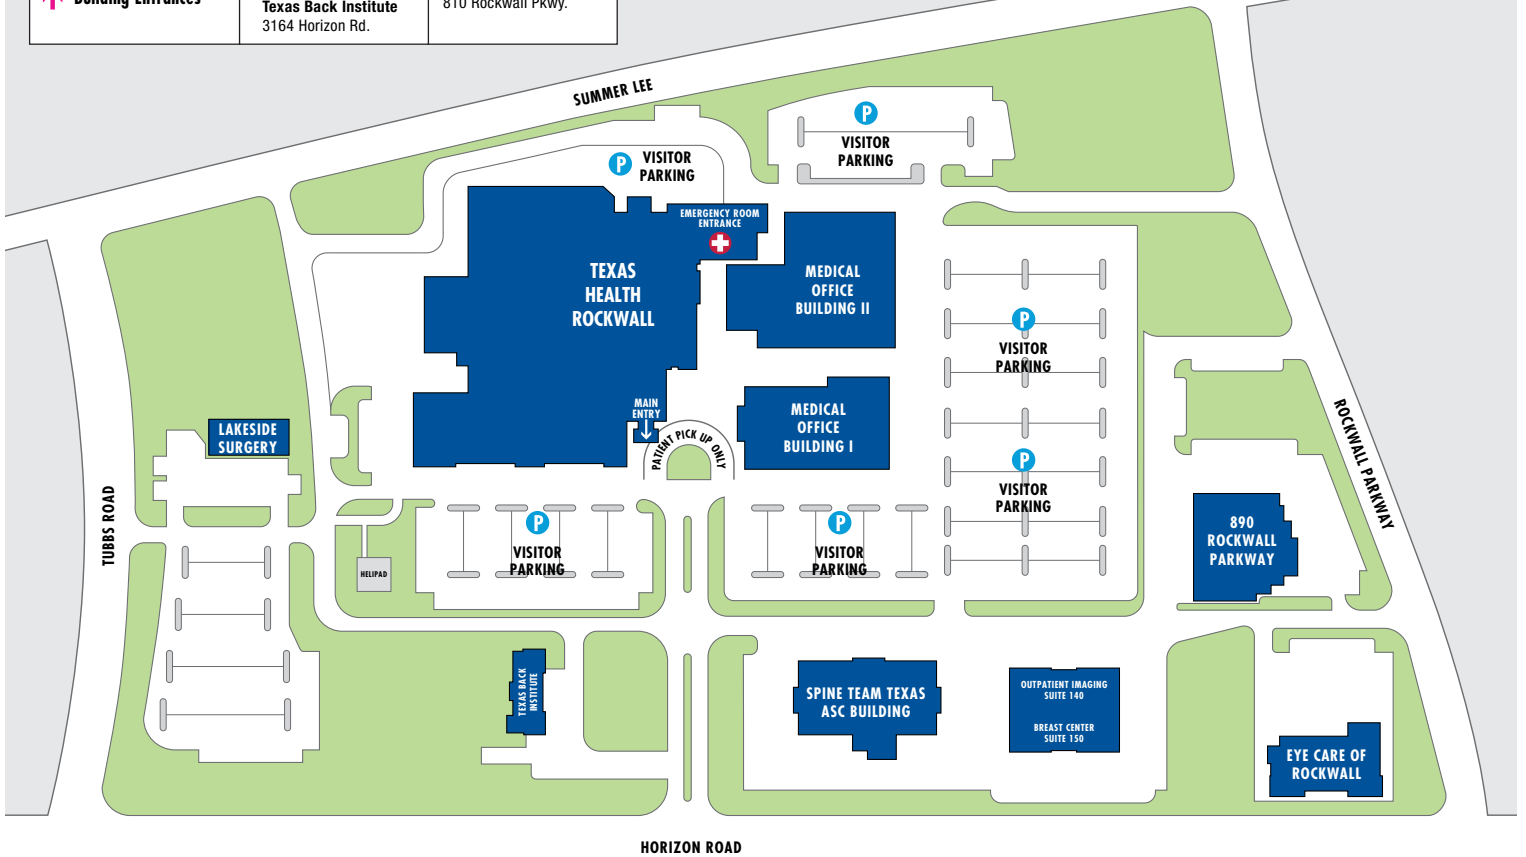 Building Entrances
Texas Back Institute
3164 Horizon Rd.
810 Rockwall Pkwy.
SUMMER LEE
P
VISITOR
PARKING
P
VISITOR
PARKING
EMERGENCY ROOM
ENTRANCE
TEXAS
HEALTH
ROCKWALL
MEDICAL
OFFICE
BUILDING II
P
VISITOR
PARKING
MAIN
ENTRY
PATIENT PICK UP ONLY
MEDICAL
OFFICE
BUILDING I
ROCKWALL PARKWAY
LAKESIDE
SURGERY
P
VISITOR
PARKING
TUBBS ROAD
P
VISITOR
PARKING
P
VISITOR
PARKING
890
ROCKWALL
PARKWAY
HELIPAD
TEXAS BACK
INSTITUTE
SPINE TEAM TEXAS
ASC BUILDING
OUTPATIENT IMAGING
SUITE 140
BREAST CENTER
SUITE 150
EYE CARE OF
ROCKWALL
HORIZON ROAD